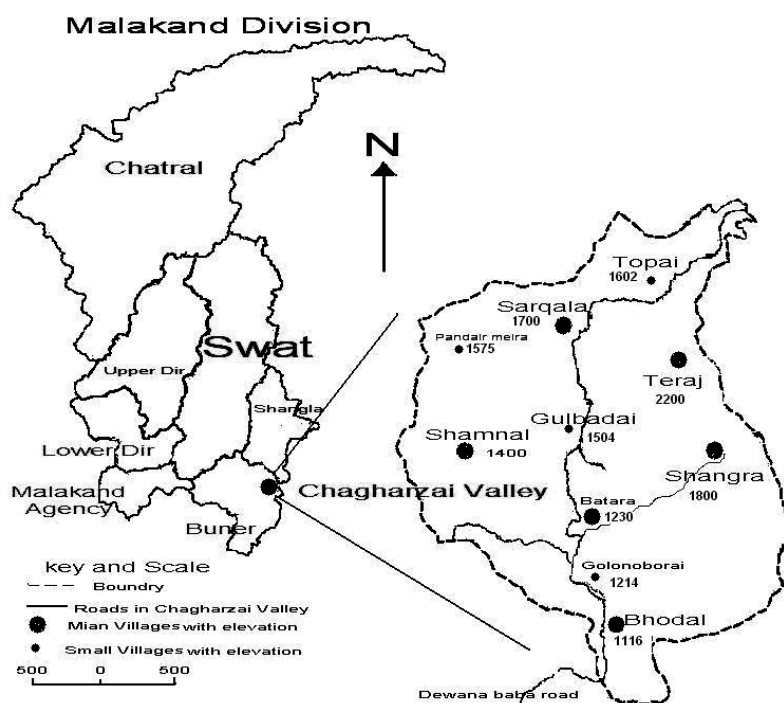 Malakand Division
Chatral
N
Topai
1602
Sarqala
1700
Pandair meira
1575
Swat
Upper Dir
Teraj
2200
Shangla
Gulbadai
1504
Lower Dir
Shamnal
1400
Shangra
1800
Malakand
Agency
Chagharzai Valley
Batara
1230
Buner
key and Scale
Boundry
Golonoborai
1214
Roads in Chagharzai Valley
Mian Villages with elevation
Bhodal
1116
Small Villages with elevation
500 0 500
Dewana baba road